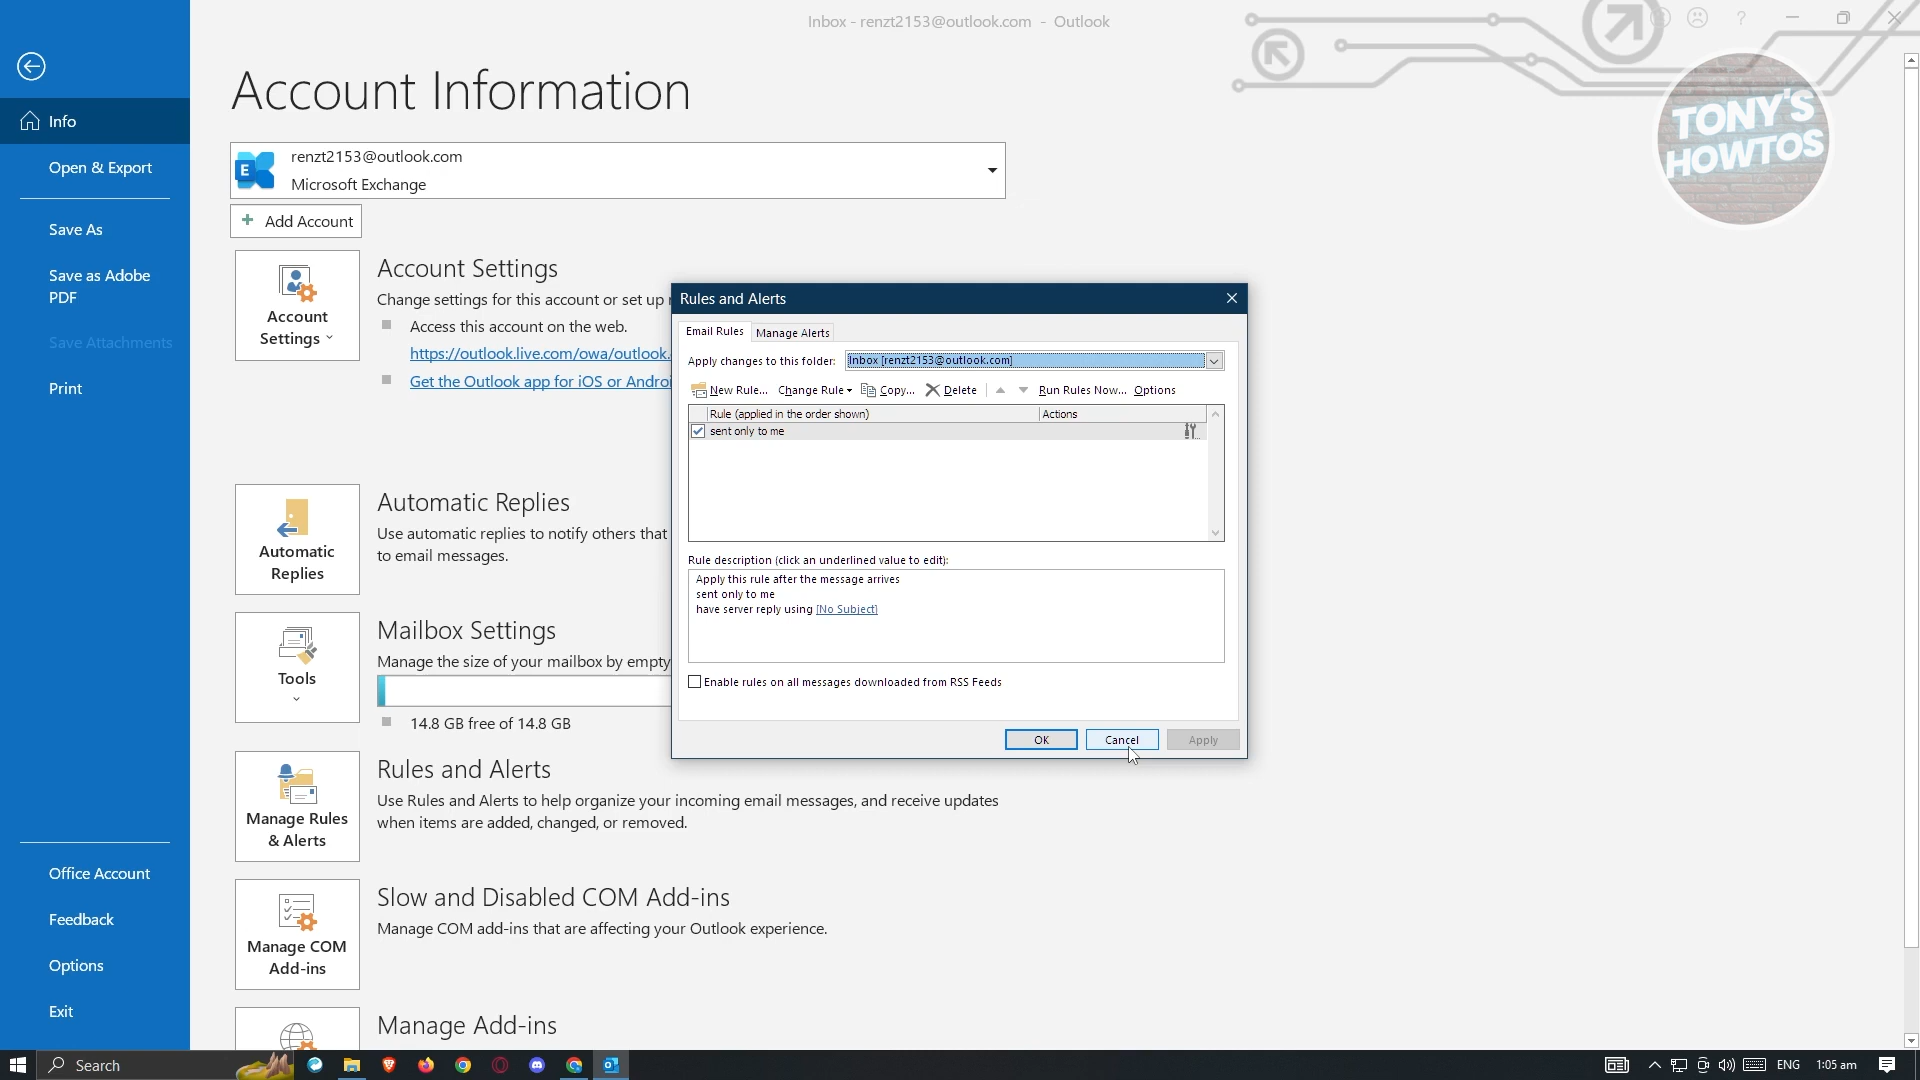 Inbox - renzt2153@outlook.com - Outlook
?
TONY'S
HOWTOS
Account Information
Info
Open & Export
Save As
Save as Adobe
PDF
Save Attachments
Print
Office Account
Feedback
Options
Exit
E
renzt2153@outlook.com
Microsoft Exchange
+ Add Account
Account
Settings
Account Settings
Change settings for this account or set up
Access this account on the web.
https://outlook.live.com/owa/outlook.
Get the Outlook app for iOS or Androi
Automatic
Replies
Automatic Replies
Use automatic replies to notify others that
to email messages.
Tools
Mailbox Settings
Manage the size of your mailbox by empty
14.8 GB free of 14.8 GB
Manage Rules
& Alerts
Rules and Alerts
Use Rules and Alerts to help organize your incoming email messages, and receive updates
when items are added, changed, or removed.
Manage COM
Add-ins
Slow and Disabled COM Add-ins
Manage COM add-ins that are affecting your Outlook experience.
Manage Add-ins
Rules and Alerts
Email Rules
Manage Alerts
Apply changes to this folder: Inbox [renzt2153@outlook.com]
New Rule... Change Rule Copy... Delete Run Rules Now... Options
Rule (applied in the order shown) Actions
sent only to me
Rule description (click an underlined value to edit):
Apply this rule after the message arrives
sent only to me
have server reply using [No Subject]
Enable rules on all messages downloaded from RSS Feeds
OK Cancel Apply
Search
ENG 1:05 am